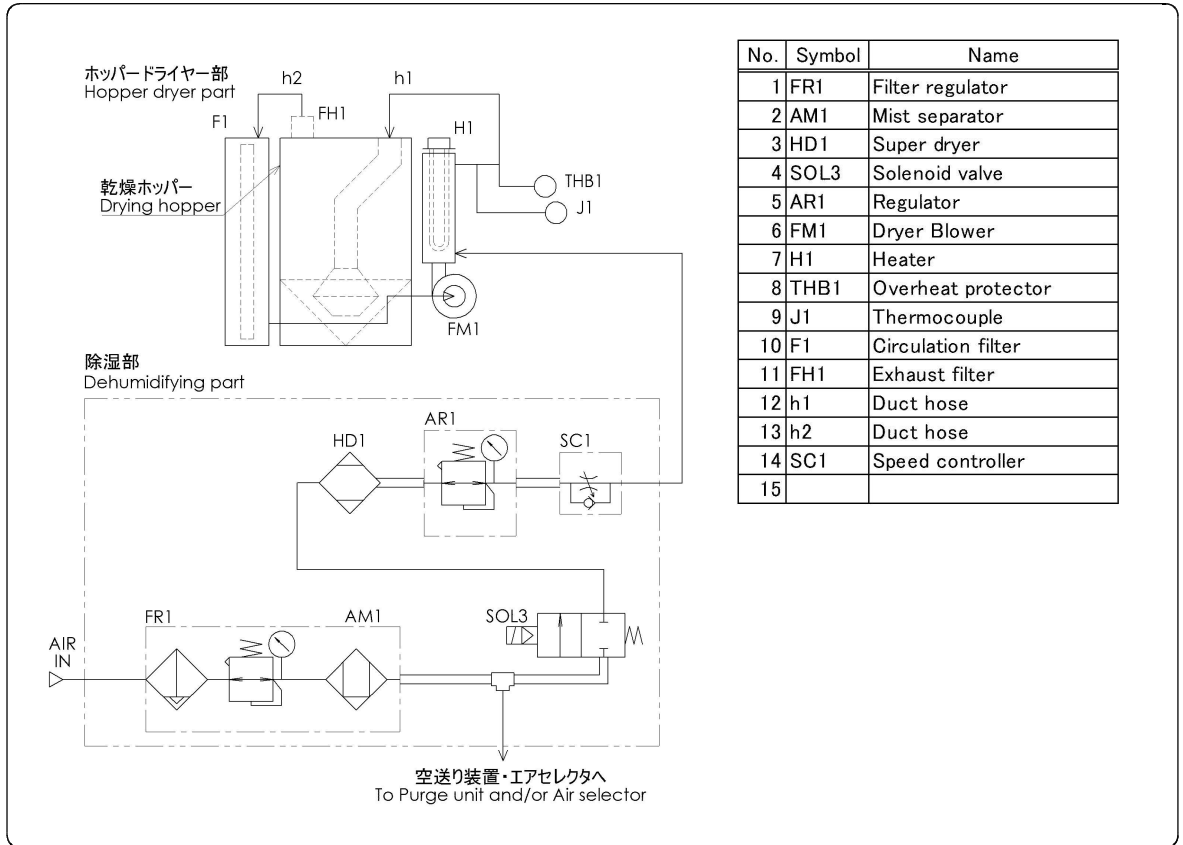 ホッパードライヤー部
Hopper dryer part
h2
h1
F1
FH1
H1
乾燥ホッパー
Drying hopper
THB1
J1
FM1
除湿部
Dehumidifying part
HD1
AR1
SC1
FR1
AM1
SOL3
AIR
IN
空送り装置・エアセレクタへ
To Purge unit and/or Air selector
No. Symbol Name
1 FR1 Filter regulator
2 AM1 Mist separator
3 HD1 Super dryer
4 SOL3 Solenoid valve
5 AR1 Regulator
6 FM1 Dryer Blower
7 H1 Heater
8 THB1 Overheat protector
9 J1 Thermocouple
10 F1 Circulation filter
11 FH1 Exhaust filter
12 h1 Duct hose
13 h2 Duct hose
14 SC1 Speed controller
15